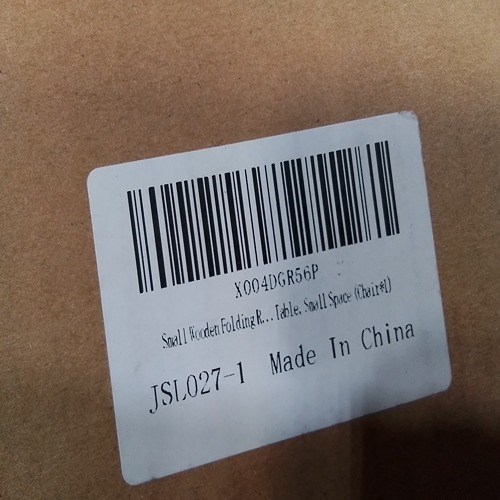 X004DGR56P
Small Wooden Folding R... Table, Small Space (Chair*1)
JSL027-1 Made In China